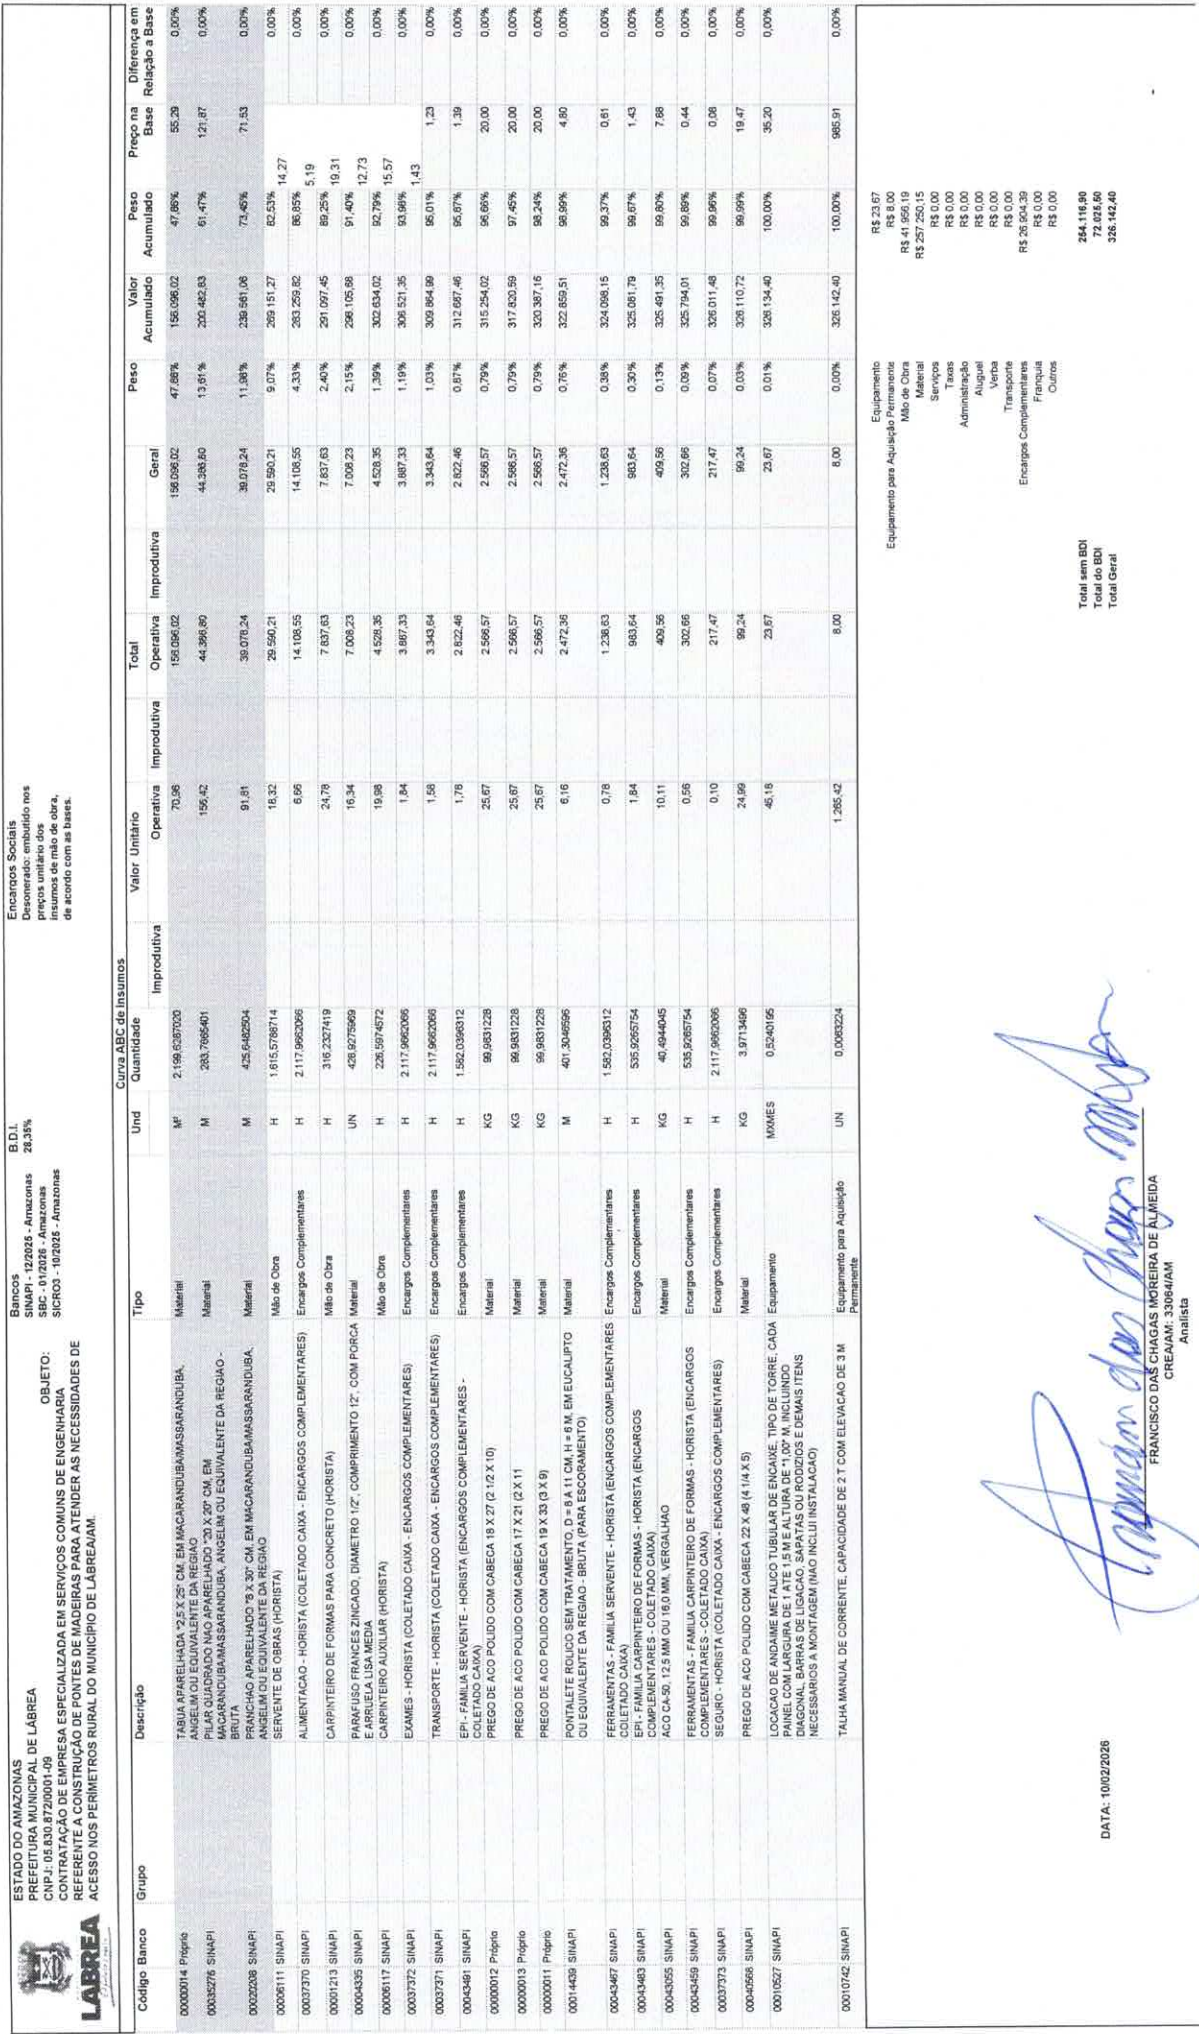 ESTADO DO AMAZONAS
PREFEITURA MUNICIPAL DE LÁBREA
CNPJ: 05.830.872/0001-09 OBJETO:
CONTRATAÇÃO DE EMPRESA ESPECIALIZADA EM SERVIÇOS COMUNS DE ENGENHARIA
REFERENTE A CONSTRUÇÃO DE PONTES DE MADEIRAS PARA ATENDER AS NECESSIDADES DE
ACESSO NOS PERÍMETROS RURAL DO MUNICÍPIO DE LÁBREA/AM.
LABREA
Bancos
SINAPI - 12/2025 - Amazonas
SBC - 01/2026 - Amazonas
SICRO3 - 10/2025 - Amazonas
B.D.I.
28,35%
Encargos Sociais
Desonerado: embutido nos
preços unitário dos
insumos de mão de obra,
de acordo com as bases.
Curva ABC de Insumos
Código Banco Grupo Descrição Tipo Und Quantidade Valor Unitário Total Peso Valor Acumulado Peso Acumulado Preço na Base Diferença em Relação a Base
Improdutiva Operativa Improdutiva Operativa Improdutiva Geral
00000014 Próprio TABUA APARELHADA *2,5 X 25* CM, EM MACARANDUBA/MASSARANDUBA, ANGELIM OU EQUIVALENTE DA REGIAO Material M² 2.199,6287020 70,96 156.096,02 156.096,02 47,86% 156.096,02 47,86% 55,29 0,00%
00035276 SINAPI PILAR QUADRADO NAO APARELHADO *20 X 20* CM, EM MACARANDUBA/MASSARANDUBA, ANGELIM OU EQUIVALENTE DA REGIAO - BRUTA Material M 283,7665401 156,42 44.386,80 44.386,80 13,61% 200.482,83 61,47% 121,87 0,00%
00020208 SINAPI PRANCHAO APARELHADO *8 X 30* CM, EM MACARANDUBA/MASSARANDUBA, ANGELIM OU EQUIVALENTE DA REGIAO Material M 425,6482504 91,81 39.078,24 39.078,24 11,98% 239.561,06 73,45% 71,53 0,00%
00006111 SINAPI SERVENTE DE OBRAS (HORISTA) Mão de Obra H 1.615,5788714 18,32 29.590,21 29.590,21 9,07% 269.151,27 82,53% 14,27 0,00%
00037370 SINAPI ALIMENTACAO - HORISTA (COLETADO CAIXA - ENCARGOS COMPLEMENTARES) Encargos Complementares H 2.117,9662066 6,66 14.108,55 14.108,55 4,33% 283.259,82 86,85% 5,19 0,00%
00001213 SINAPI CARPINTEIRO DE FORMAS PARA CONCRETO (HORISTA) Mão de Obra H 316,2327419 24,78 7.837,63 7.837,63 2,40% 291.097,45 89,25% 19,31 0,00%
00004335 SINAPI PARAFUSO FRANCES ZINCADO, DIAMETRO 1/2", COMPRIMENTO 12", COM PORCA E ARRUELA LISA MEDIA Material UN 428,9275969 16,34 7.008,23 7.008,23 2,15% 298.105,68 91,40% 12,73 0,00%
00006117 SINAPI CARPINTEIRO AUXILIAR (HORISTA) Mão de Obra H 226,5974572 19,98 4.528,35 4.528,35 1,39% 302.634,02 92,79% 15,57 0,00%
00037372 SINAPI EXAMES - HORISTA (COLETADO CAIXA - ENCARGOS COMPLEMENTARES) Encargos Complementares H 2.117,9662066 1,84 3.887,33 3.887,33 1,19% 306.521,35 93,98% 1,43 0,00%
00037371 SINAPI TRANSPORTE - HORISTA (COLETADO CAIXA - ENCARGOS COMPLEMENTARES) Encargos Complementares H 2.117,9662066 1,58 3.343,64 3.343,64 1,03% 309.864,99 95,01% 1,23 0,00%
00043491 SINAPI EPI - FAMILIA SERVENTE - HORISTA (ENCARGOS COMPLEMENTARES - COLETADO CAIXA) Encargos Complementares H 1.582,0396312 1,78 2.822,46 2.822,46 0,87% 312.687,46 95,87% 1,39 0,00%
00000012 Próprio PREGO DE ACO POLIDO COM CABECA 18 X 27 (2 1/2 X 10) Material KG 99,9831228 25,67 2.566,57 2.566,57 0,79% 315.254,02 96,66% 20,00 0,00%
00000013 Próprio PREGO DE ACO POLIDO COM CABECA 17 X 21 (2 X 11 Material KG 99,9831228 25,67 2.566,57 2.566,57 0,79% 317.820,59 97,45% 20,00 0,00%
00000011 Próprio PREGO DE ACO POLIDO COM CABECA 19 X 33 (3 X 9) Material KG 99,9831228 25,67 2.566,57 2.566,57 0,79% 320.387,16 98,24% 20,00 0,00%
00014439 SINAPI PONTALETE ROLICO SEM TRATAMENTO, D = 8 A 11 CM, H = 6 M, EM EUCALIPTO OU EQUIVALENTE DA REGIAO - BRUTA (PARA ESCORAMENTO) Material M 401,3046596 6,16 2.472,36 2.472,36 0,76% 322.859,51 98,99% 4,80 0,00%
00043467 SINAPI FERRAMENTAS - FAMILIA SERVENTE - HORISTA (ENCARGOS COMPLEMENTARES COLETADO CAIXA) Encargos Complementares H 1.582,0396312 0,78 1.238,63 1.238,63 0,38% 324.098,15 99,37% 0,61 0,00%
00043483 SINAPI EPI - FAMILIA CARPINTEIRO DE FORMAS - HORISTA (ENCARGOS COMPLEMENTARES - COLETADO CAIXA) Encargos Complementares H 535,9265754 1,84 983,64 983,64 0,30% 325.081,79 99,67% 1,43 0,00%
00043055 SINAPI ACO CA-50, 12,5 MM OU 16,0 MM, VERGALHAO Material KG 40,4944045 10,11 409,56 409,56 0,13% 325.491,35 99,80% 7,88 0,00%
00043459 SINAPI FERRAMENTAS - FAMILIA CARPINTEIRO DE FORMAS - HORISTA (ENCARGOS COMPLEMENTARES - COLETADO CAIXA) Encargos Complementares H 535,9265754 0,56 302,66 302,66 0,09% 325.794,01 99,89% 0,44 0,00%
00037373 SINAPI SEGURO - HORISTA (COLETADO CAIXA - ENCARGOS COMPLEMENTARES) Encargos Complementares H 2.117,9662066 0,10 217,47 217,47 0,07% 326.011,48 99,96% 0,08 0,00%
00040568 SINAPI PREGO DE ACO POLIDO COM CABECA 22 X 48 (4 1/4 X 5) Material KG 3,9713496 24,99 99,24 99,24 0,03% 326.110,72 99,99% 19,47 0,00%
00010527 SINAPI LOCACAO DE ANDAIME METALICO TUBULAR DE ENCAIXE, TIPO DE TORRE, CADA PAINEL COM LARGURA DE 1 ATE 1,5 M E ALTURA DE *1,00* M, INCLUINDO DIAGONAL, BARRAS DE LIGACAO, SAPATAS OU RODIZIOS E DEMAIS ITENS NECESSARIOS A MONTAGEM (NAO INCLUI INSTALACAO) Equipamento MXMES 0,5240195 45,18 23,67 23,67 0,01% 326.134,40 100,00% 35,20 0,00%
00010742 SINAPI TALHA MANUAL DE CORRENTE, CAPACIDADE DE 2 T COM ELEVACAO DE 3 M Equipamento para Aquisição Permanente UN 0,0063224 1.265,42 8,00 8,00 0,00% 326.142,40 100,00% 985,91 0,00%
Equipamento R$ 23,67
Equipamento para Aquisição Permanente R$ 8,00
Mão de Obra R$ 41.956,19
Material R$ 257.250,15
Serviços R$ 0,00
Taxas R$ 0,00
Administração R$ 0,00
Aluguel R$ 0,00
Verba R$ 0,00
Transporte R$ 0,00
Encargos Complementares R$ 26.904,39
Franquia R$ 0,00
Outros R$ 0,00
Total sem BDI 254.116,90
Total do BDI 72.025,50
Total Geral 326.142,40
DATA: 10/02/2026
FRANCISCO DAS CHAGAS MOREIRA DE ALMEIDA
CREA/AM: 33064/AM
Analista